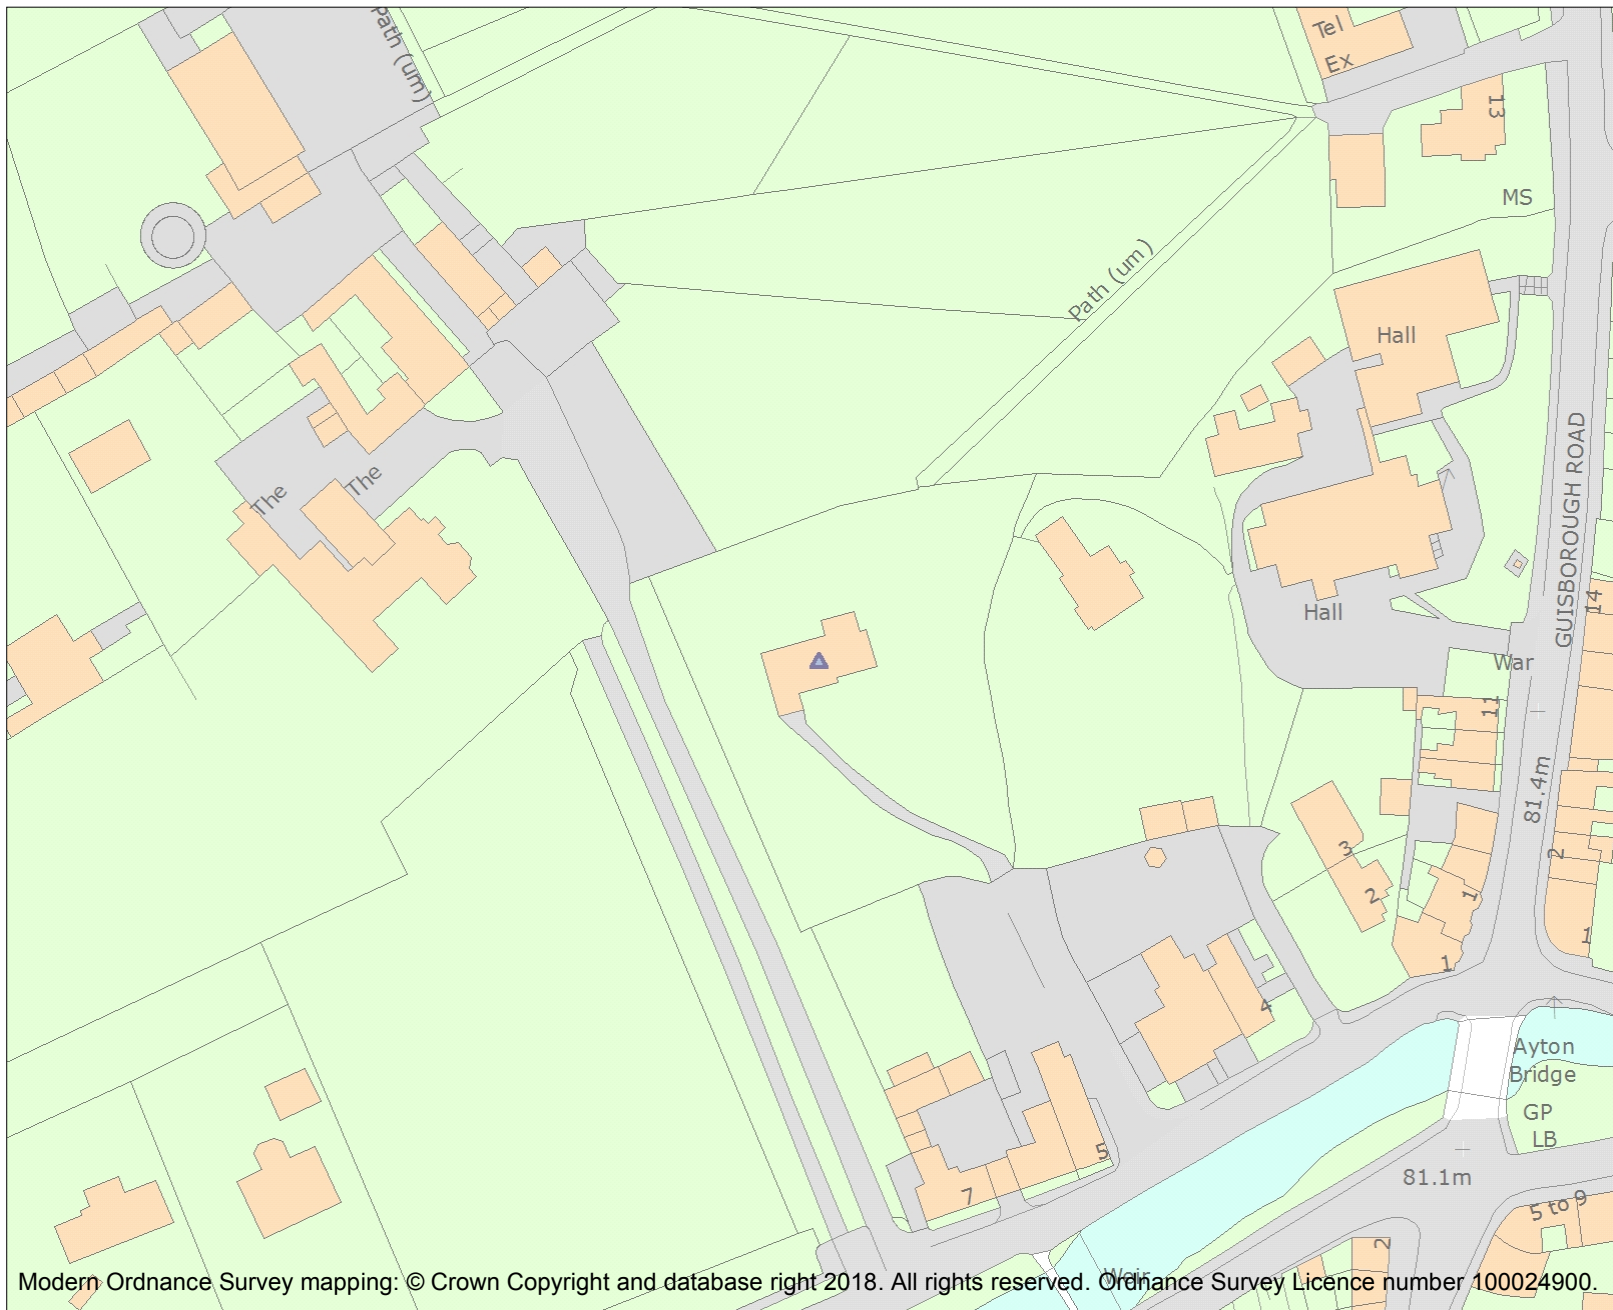 Path (um)
Tel
Ex
13
MS
Path (um)
Hall
GUISBOROUGH ROAD
The
The
14
Hall
War
11
81.4m
3
2
2
1
1
1
4
Ayton
Bridge
GP
LB
5
81.1m
7
5 to 9
2
Weir
Modern Ordnance Survey mapping: © Crown Copyright and database right 2018. All rights reserved. Ordnance Survey Licence number 100024900.